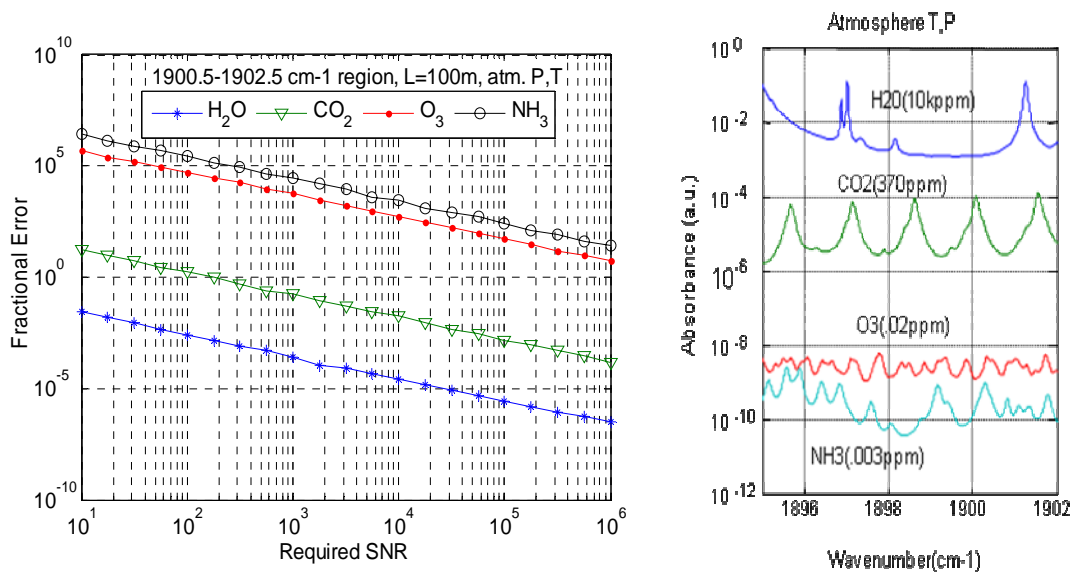 1900.5-1902.5 cm-1 region, L=100m, atm. P,T
H2O CO2 O3 NH3
10^10
10^5
10^0
10^-5
10^-10
Fractional Error
10^1 10^2 10^3 10^4 10^5 10^6
Required SNR
Atmosphere T,P
10^0
10^-2
10^-4
10^-6
10^-8
10^-10
10^-12
Absorbance (a.u.)
H2O(10kppm)
CO2(370ppm)
O3(.02ppm)
NH3(.003ppm)
1896 1898 1900 1902
Wavenumber(cm-1)